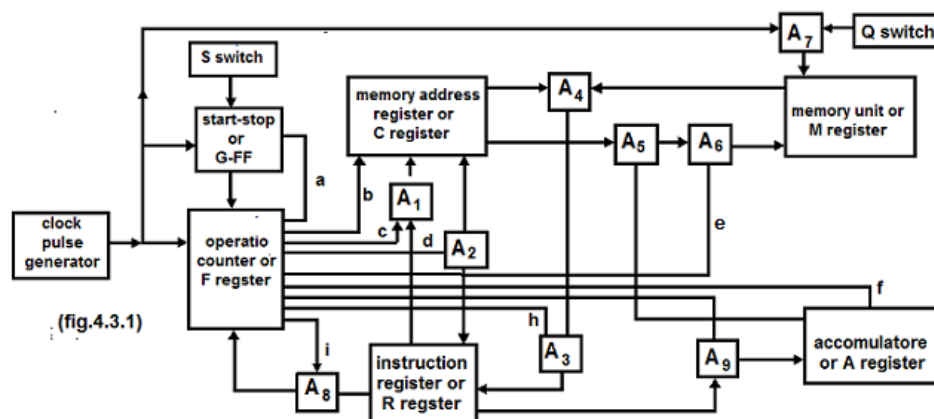 S switch
A7
Q switch
memory address
register or
C register
A4
memory unit or
M register
start-stop
or
G-FF
a
b
A1
A5
A6
c
d
A2
e
clock
pulse
generator
operatio
counter or
F regster
f
(fig.4.3.1)
h
A3
i
A8
instruction
register or
R regster
A9
accumulatore
or A register